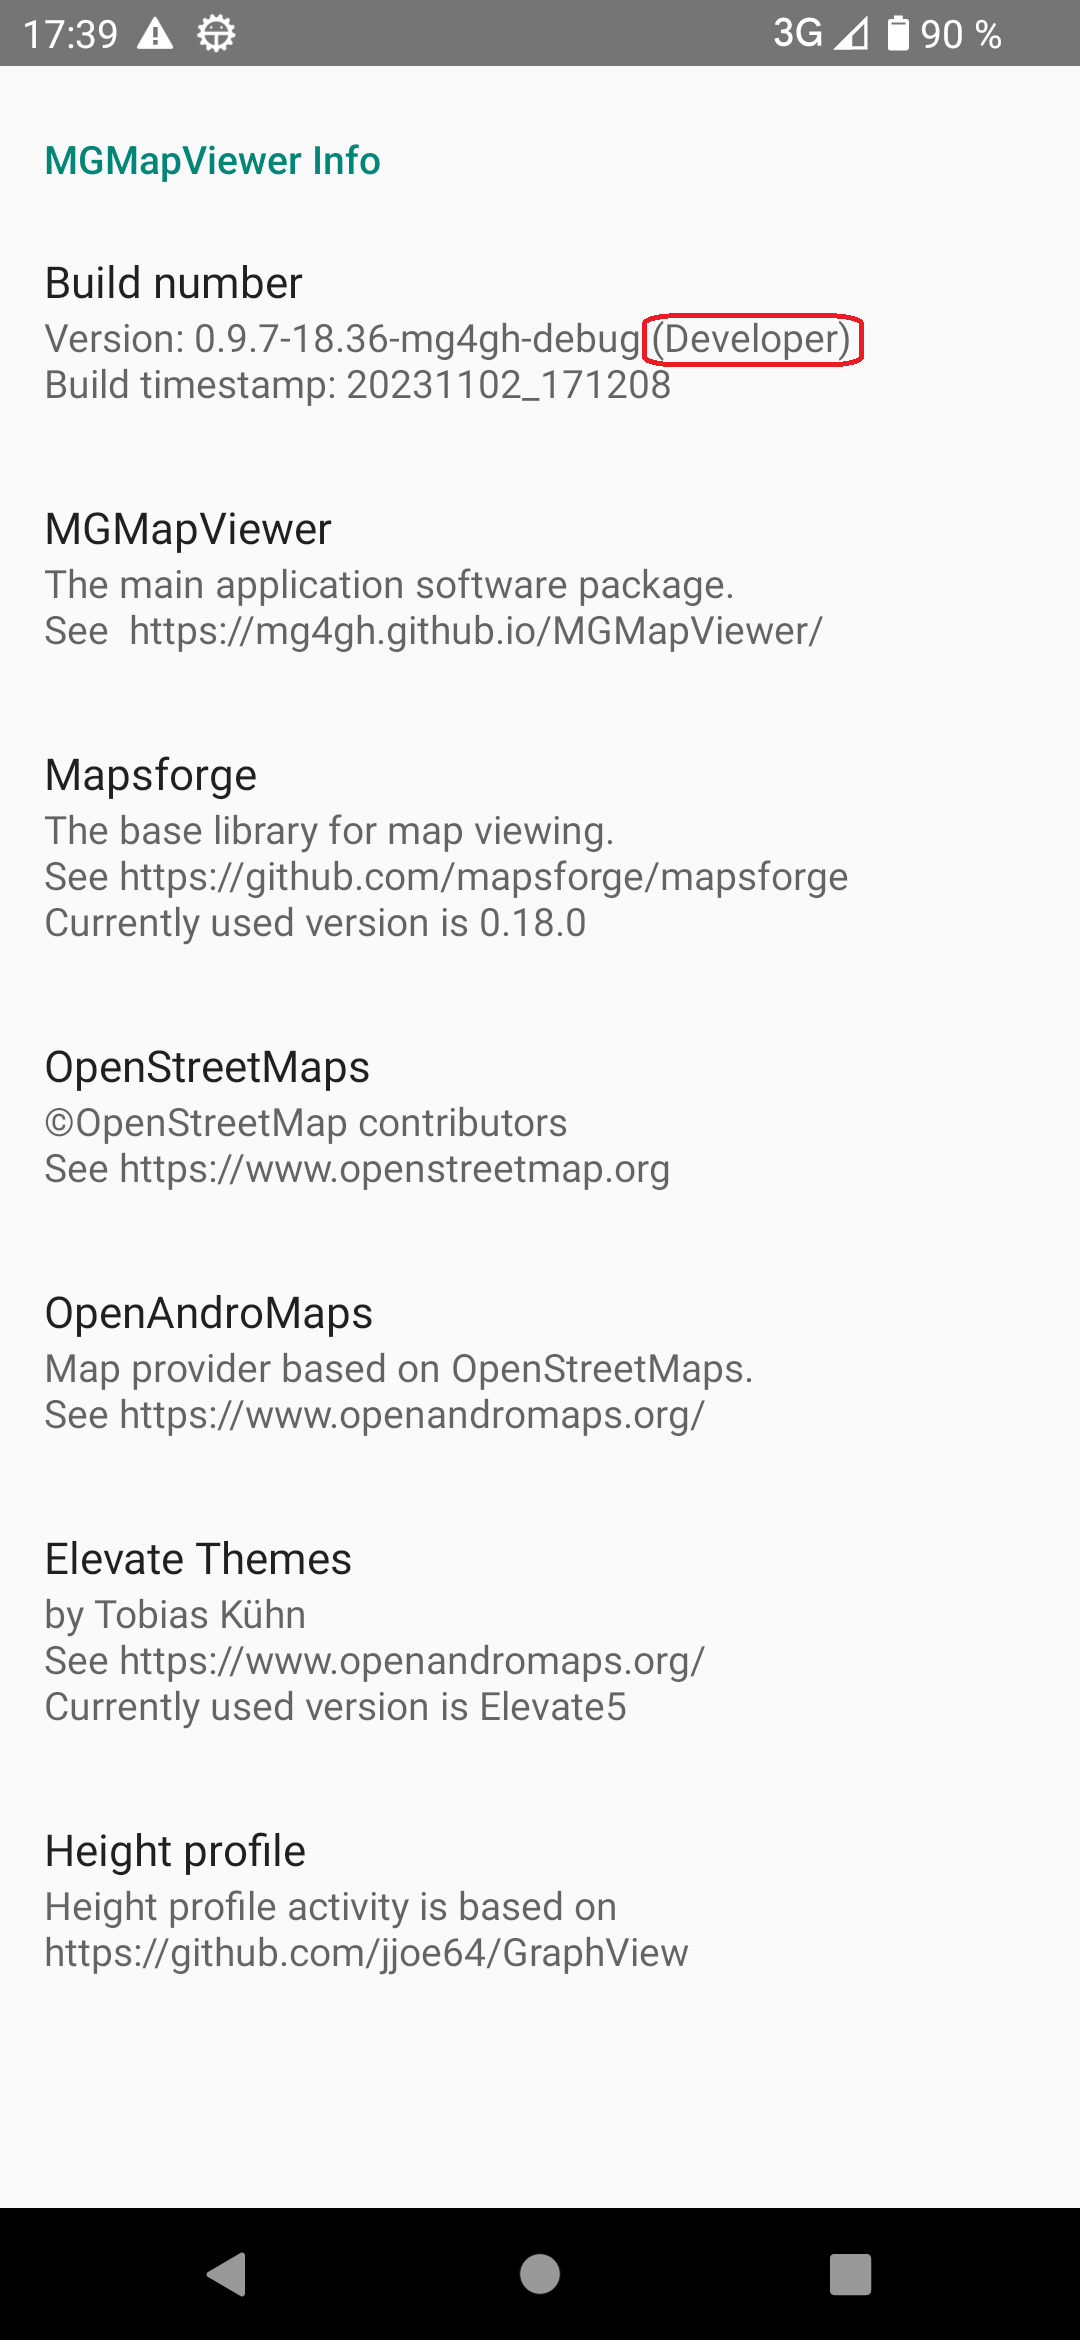 17:39 3G 90 %
MGMapViewer Info
Build number
Version: 0.9.7-18.36-mg4gh-debug (Developer)
Build timestamp: 20231102_171208
MGMapViewer
The main application software package.
See  https://mg4gh.github.io/MGMapViewer/
Mapsforge
The base library for map viewing.
See https://github.com/mapsforge/mapsforge
Currently used version is 0.18.0
OpenStreetMaps
©OpenStreetMap contributors
See https://www.openstreetmap.org
OpenAndroMaps
Map provider based on OpenStreetMaps.
See https://www.openandromaps.org/
Elevate Themes
by Tobias Kühn
See https://www.openandromaps.org/
Currently used version is Elevate5
Height profile
Height profile activity is based on
https://github.com/jjoe64/GraphView